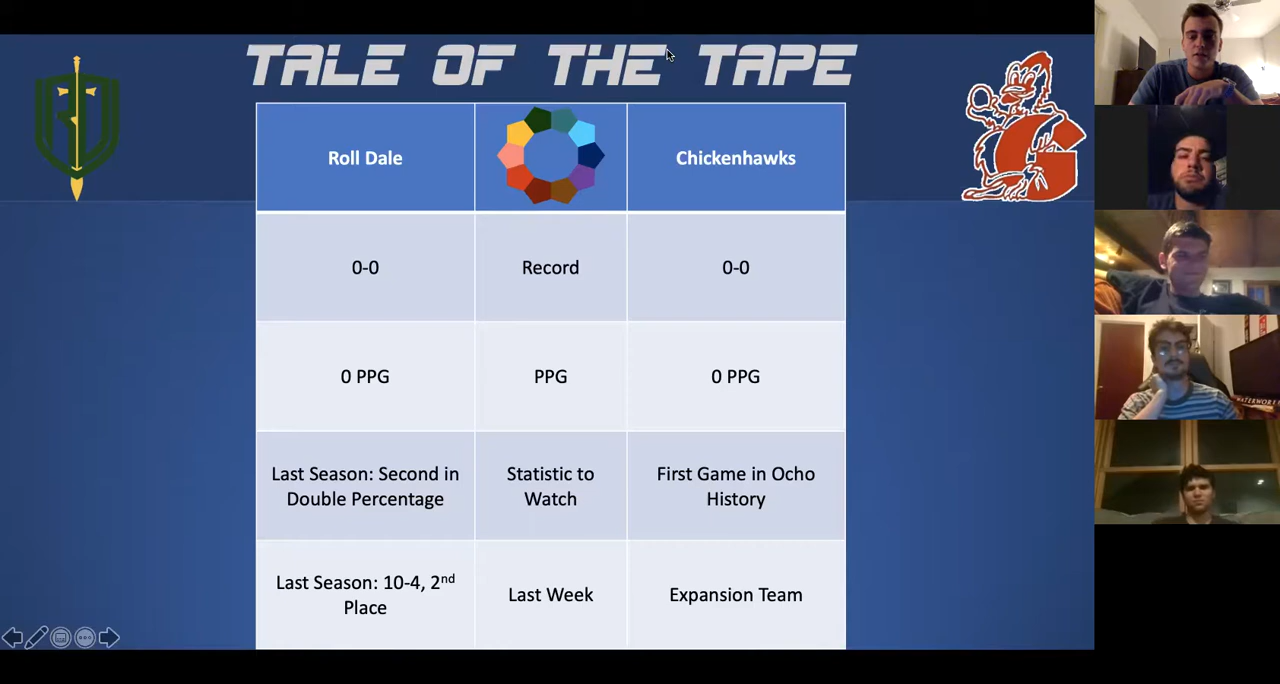 TALE OF THE TAPE
Roll Dale
Chickenhawks
0-0
Record
0-0
0 PPG
PPG
0 PPG
Last Season: Second in
Double Percentage
Statistic to
Watch
First Game in Ocho
History
Last Season: 10-4, 2nd
Place
Last Week
Expansion Team